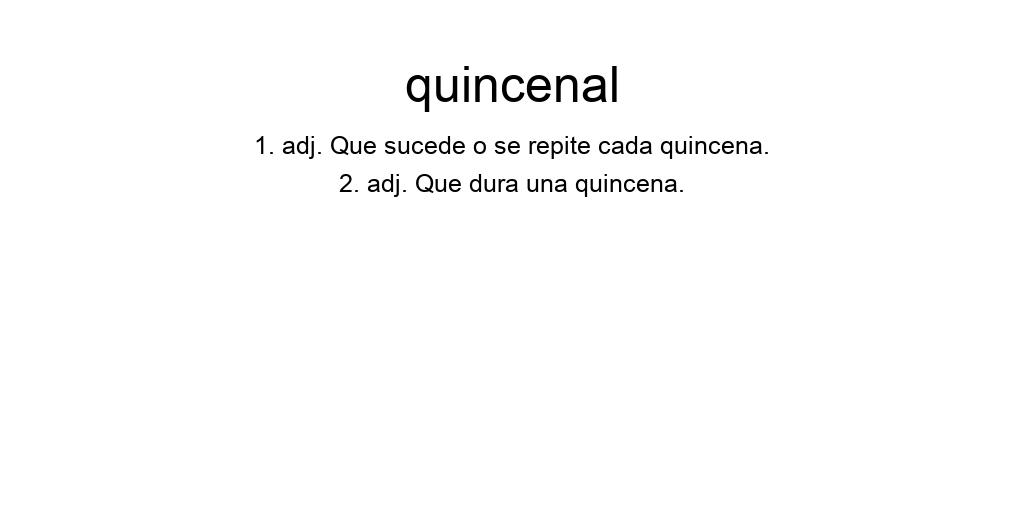 quincenal
1. adj. Que sucede o se repite cada quincena.
2. adj. Que dura una quincena.